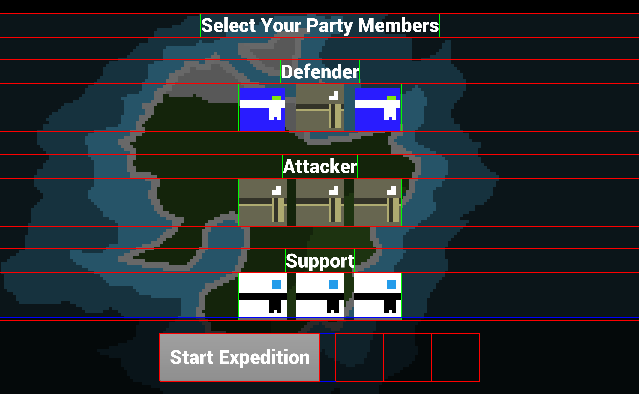 Select Your Party Members
Defender
Attacker
Support
Start Expedition